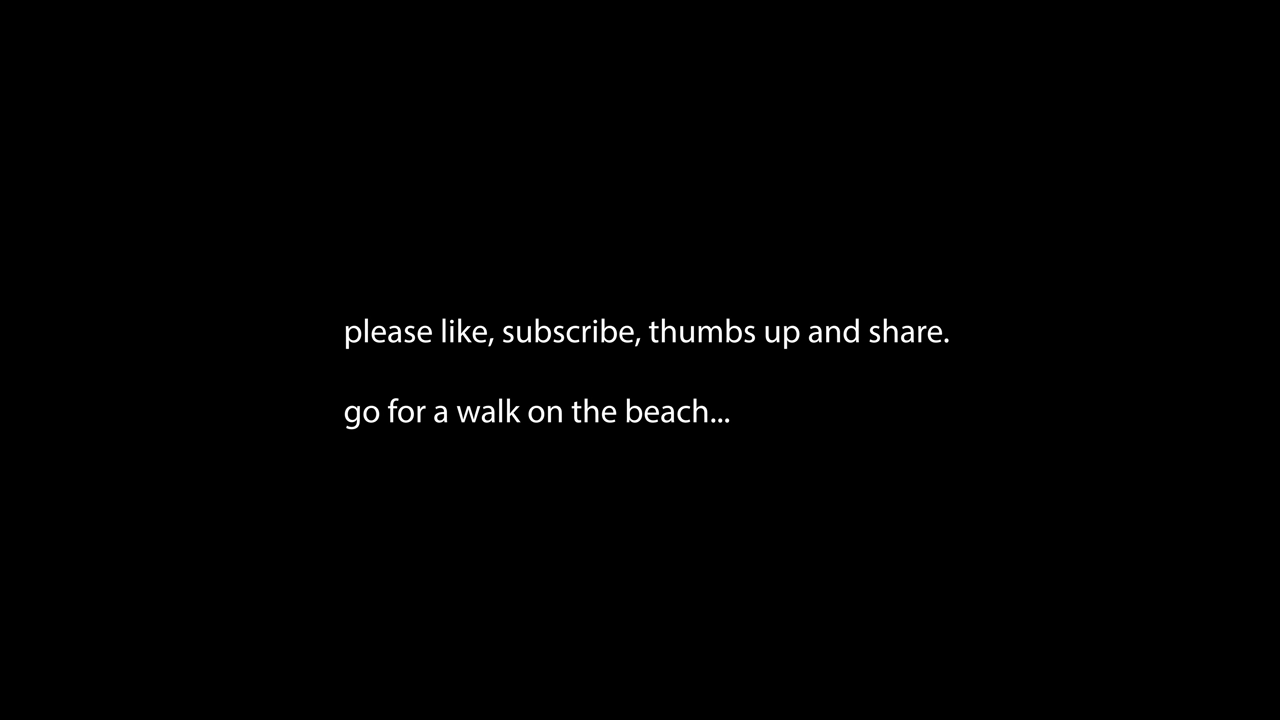 please like, subscribe, thumbs up and share.
go for a walk on the beach...